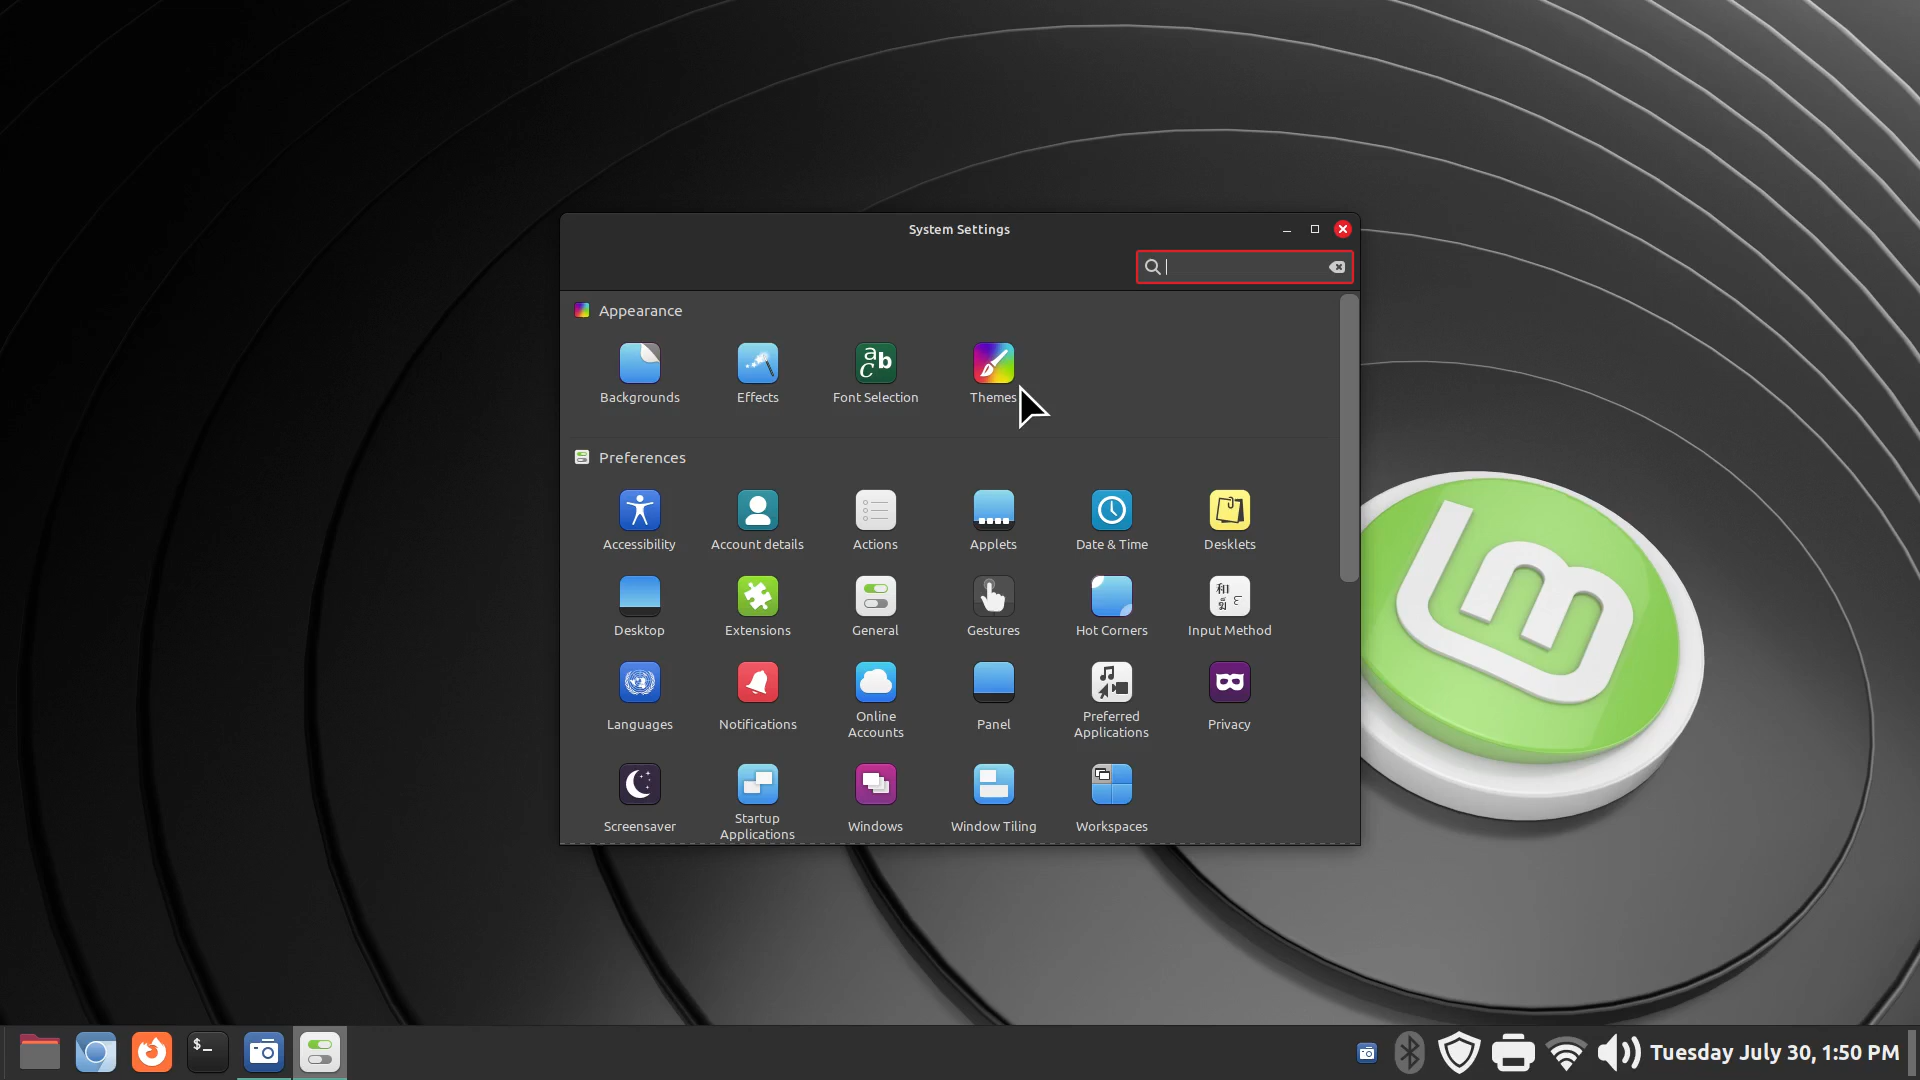 System Settings
Appearance
Backgrounds
Effects
Font Selection
Themes
Preferences
Accessibility
Account details
Actions
Applets
Date & Time
Desklets
Desktop
Extensions
General
Gestures
Hot Corners
Input Method
Languages
Notifications
Online
Accounts
Panel
Preferred
Applications
Privacy
Screensaver
Startup
Applications
Windows
Window Tiling
Workspaces
$_
Tuesday July 30, 1:50 PM